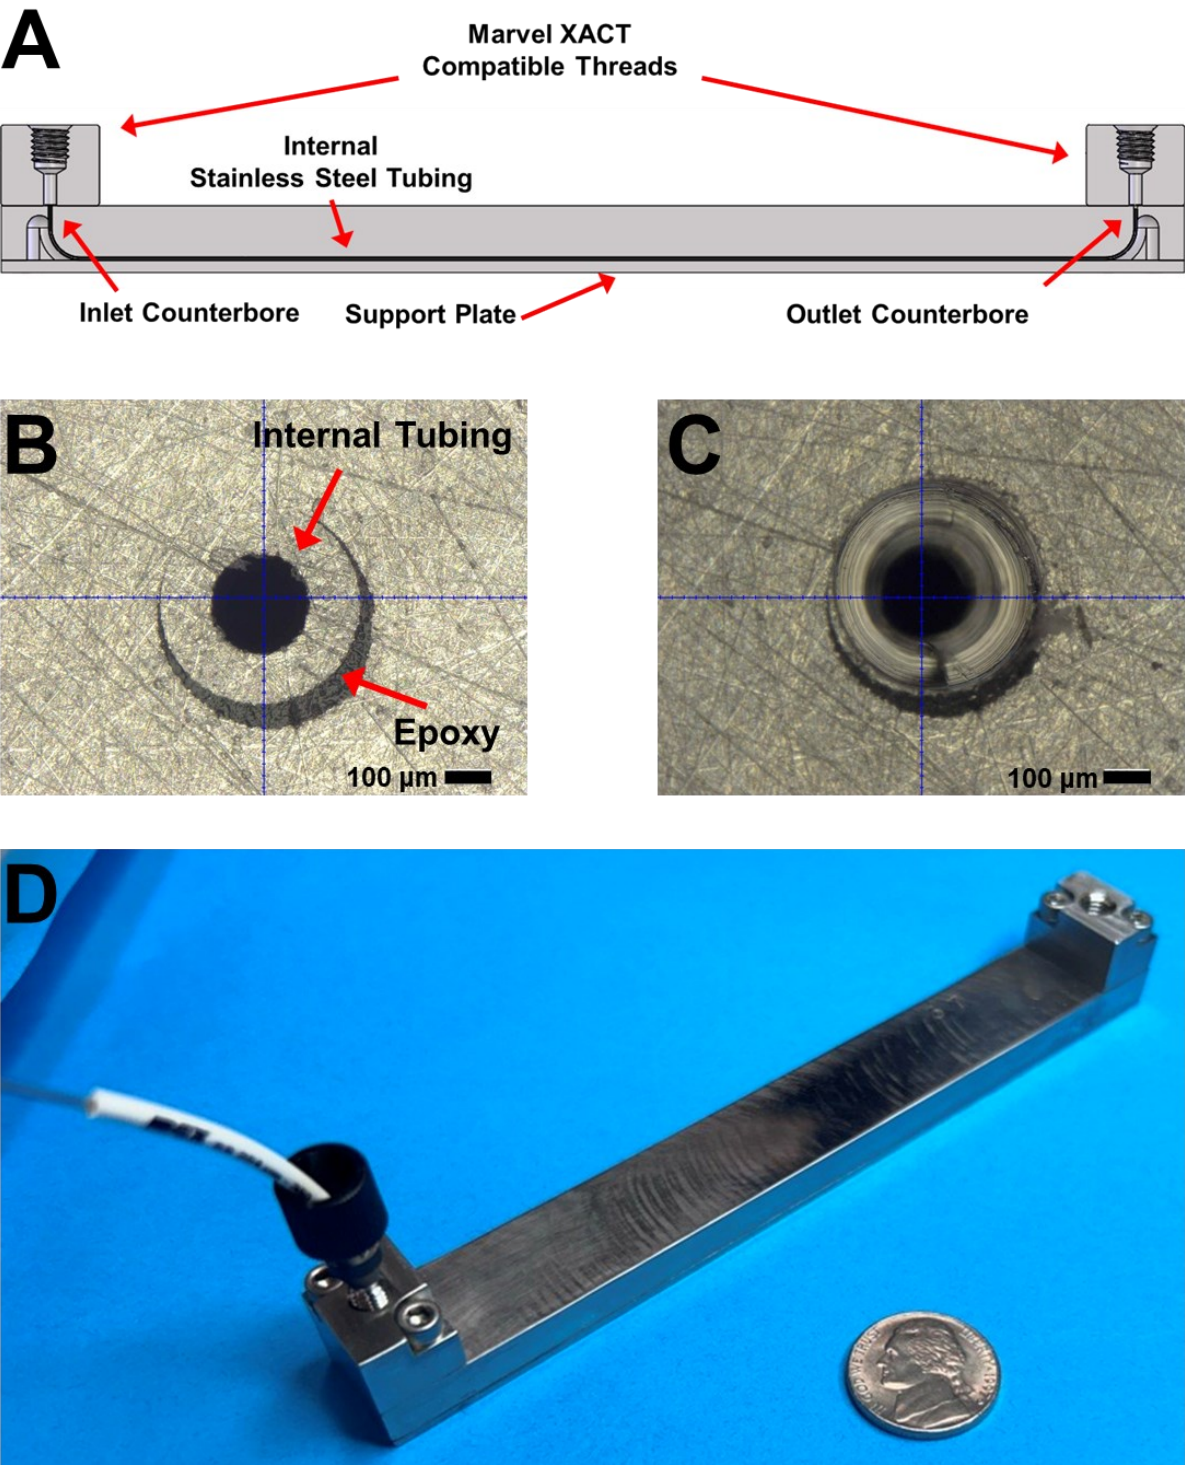 A
Marvel XACT
Compatible Threads
Internal
Stainless Steel Tubing
Inlet Counterbore
Support Plate
Outlet Counterbore
B
Internal Tubing
Epoxy
100 µm
C
100 µm
D